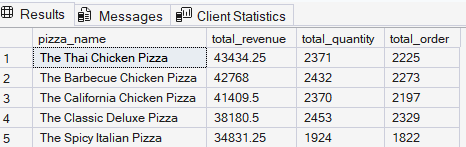 Results Messages Client Statistics
pizza_name total_revenue total_quantity total_order
1 The Thai Chicken Pizza 43434.25 2371 2225
2 The Barbecue Chicken Pizza 42768 2432 2273
3 The California Chicken Pizza 41409.5 2370 2197
4 The Classic Deluxe Pizza 38180.5 2453 2329
5 The Spicy Italian Pizza 34831.25 1924 1822